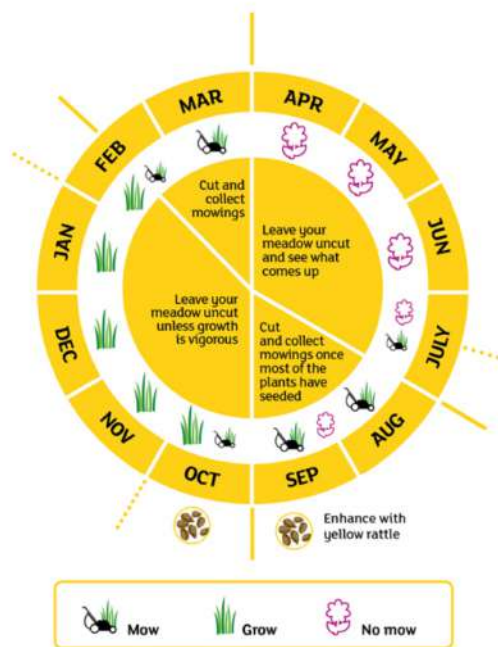 MAR
APR
MAY
JUN
JULY
AUG
SEP
OCT
NOV
DEC
JAN
FEB
Cut and
collect
mowings
Leave your
meadow uncut
and see what
comes up
Leave your
meadow uncut
unless growth
is vigorous
Cut
and collect
mowings once
most of the
plants have
seeded
Enhance with
yellow rattle
Mow
Grow
No mow